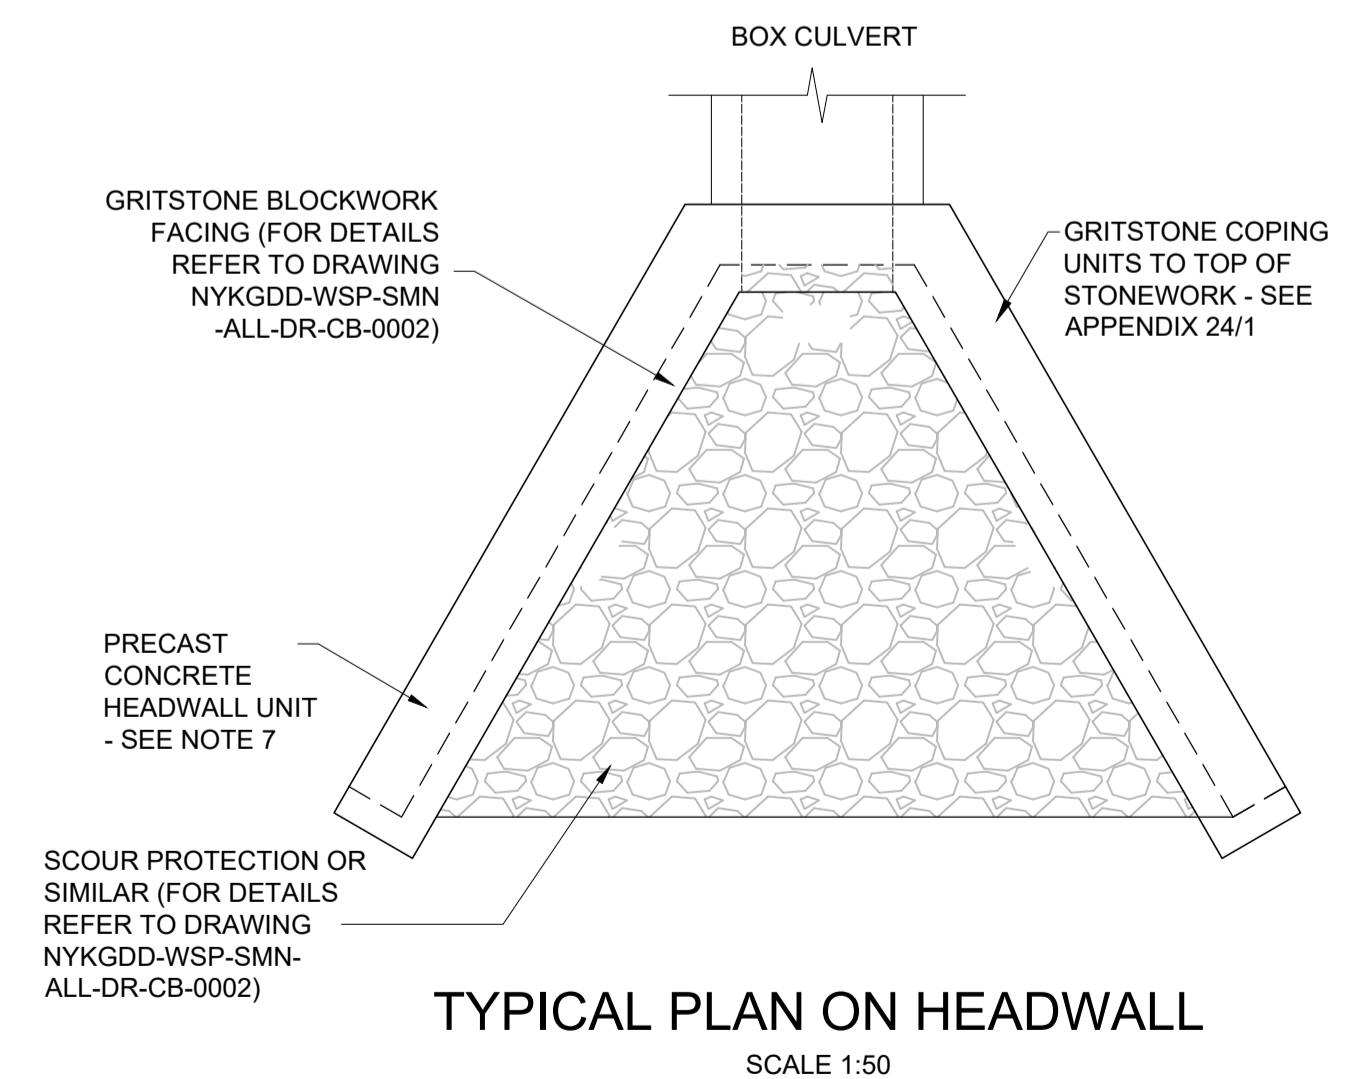 BOX CULVERT
GRITSTONE BLOCKWORK
FACING (FOR DETAILS
REFER TO DRAWING
NYKGDD-WSP-SMN
-ALL-DR-CB-0002)
GRITSTONE COPING
UNITS TO TOP OF
STONEWORK - SEE
APPENDIX 24/1
PRECAST
CONCRETE
HEADWALL UNIT
- SEE NOTE 7
SCOUR PROTECTION OR
SIMILAR (FOR DETAILS
REFER TO DRAWING
NYKGDD-WSP-SMN-
ALL-DR-CB-0002)
TYPICAL PLAN ON HEADWALL
SCALE 1:50